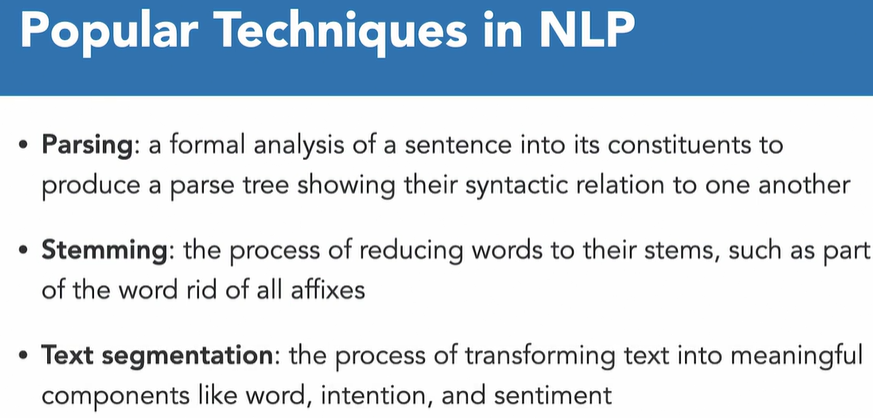 Popular Techniques in NLP
• Parsing: a formal analysis of a sentence into its constituents to
produce a parse tree showing their syntactic relation to one another
• Stemming: the process of reducing words to their stems, such as part
of the word rid of all affixes
• Text segmentation: the process of transforming text into meaningful
components like word, intention, and sentiment